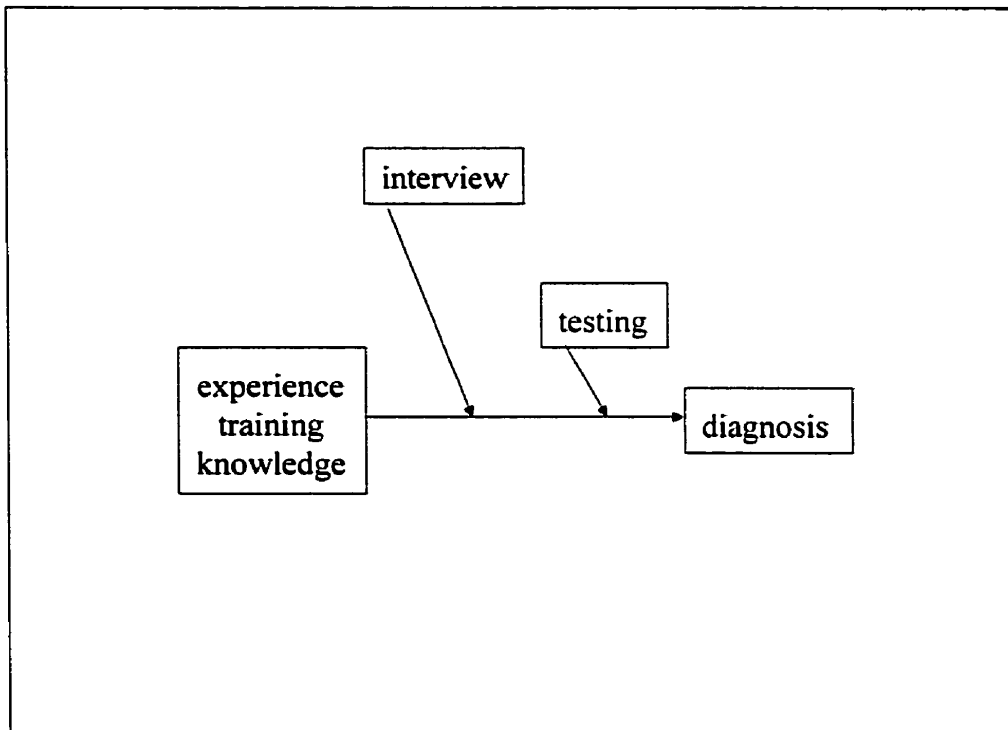 interview
testing
experience
training
knowledge
diagnosis